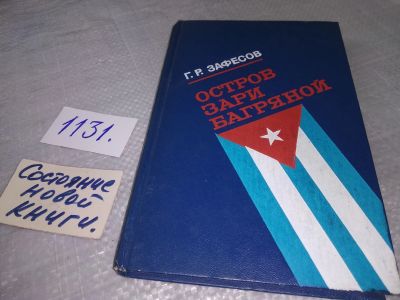 Г. Р. ЗАФЕСОВ
ОСТРОВ
ЗАРИ
БАГРЯНОЙ
1131.
Состояние
новой
книги.